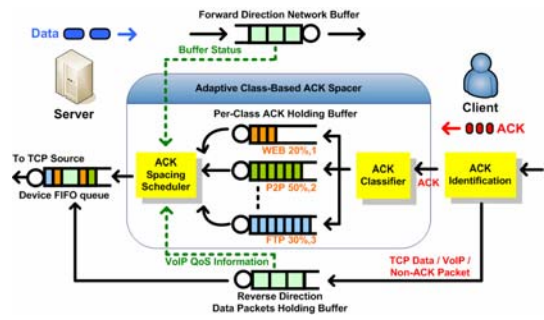 Forward Direction Network Buffer
Data
Buffer Status
Server
Adaptive Class-Based ACK Spacer
Client
Per-Class ACK Holding Buffer
ACK
WEB 20%,1
To TCP Source
ACK
Spacing
Scheduler
P2P 50%,2
ACK
Classifier
ACK
ACK
Identification
Device FIFO queue
FTP 30%,3
VoIP QoS Information
TCP Data / VoIP /
Non-ACK Packet
Reverse Direction
Data Packets Holding Buffer